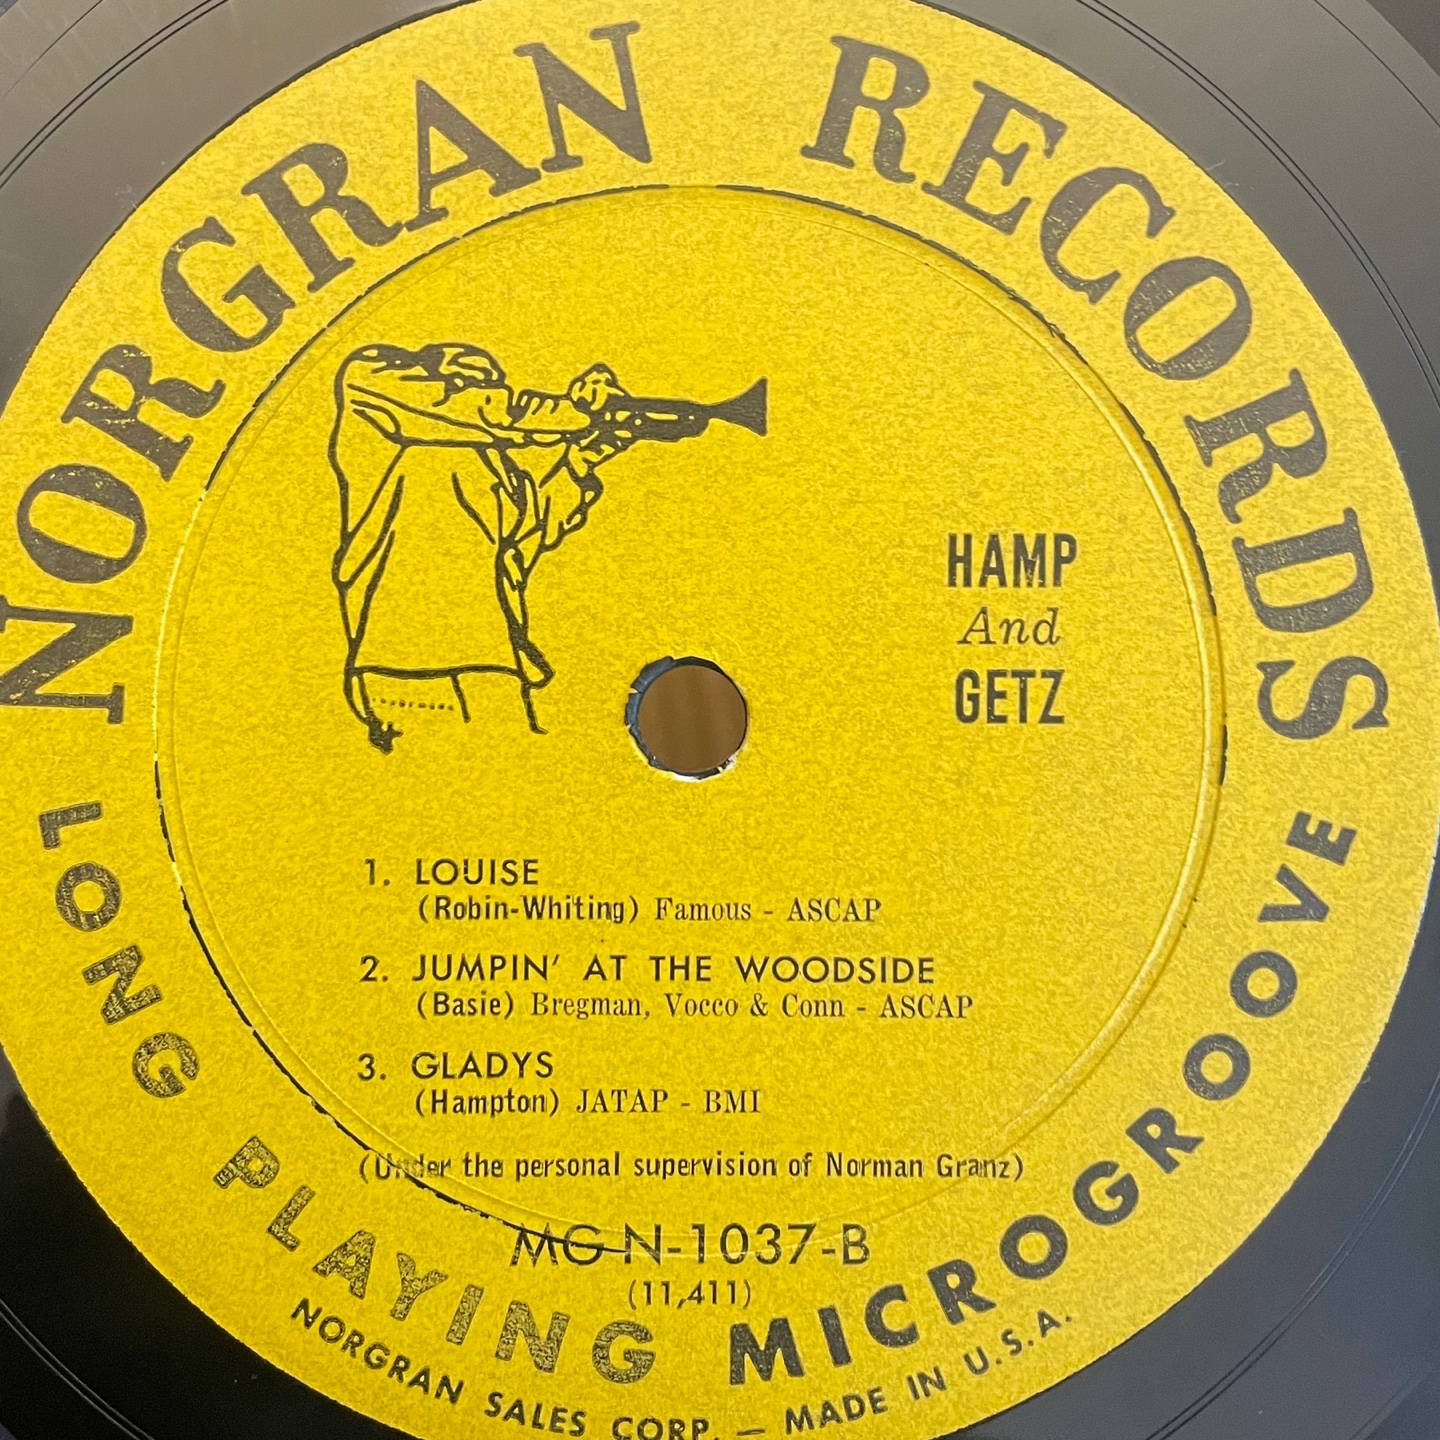 NORGRAN RECORDS
HAMP
And
GETZ
1. LOUISE
(Robin-Whiting) Famous - ASCAP
2. JUMPIN' AT THE WOODSIDE
(Basie) Bregman, Vocco & Conn - ASCAP
3. GLADYS
(Hampton) JATAP - BMI
(Under the personal supervision of Norman Granz)
MG N-1037-B
(11,411)
LONG PLAYING MICROGROOVE
NORGRAN SALES CORP. — MADE IN U.S.A.